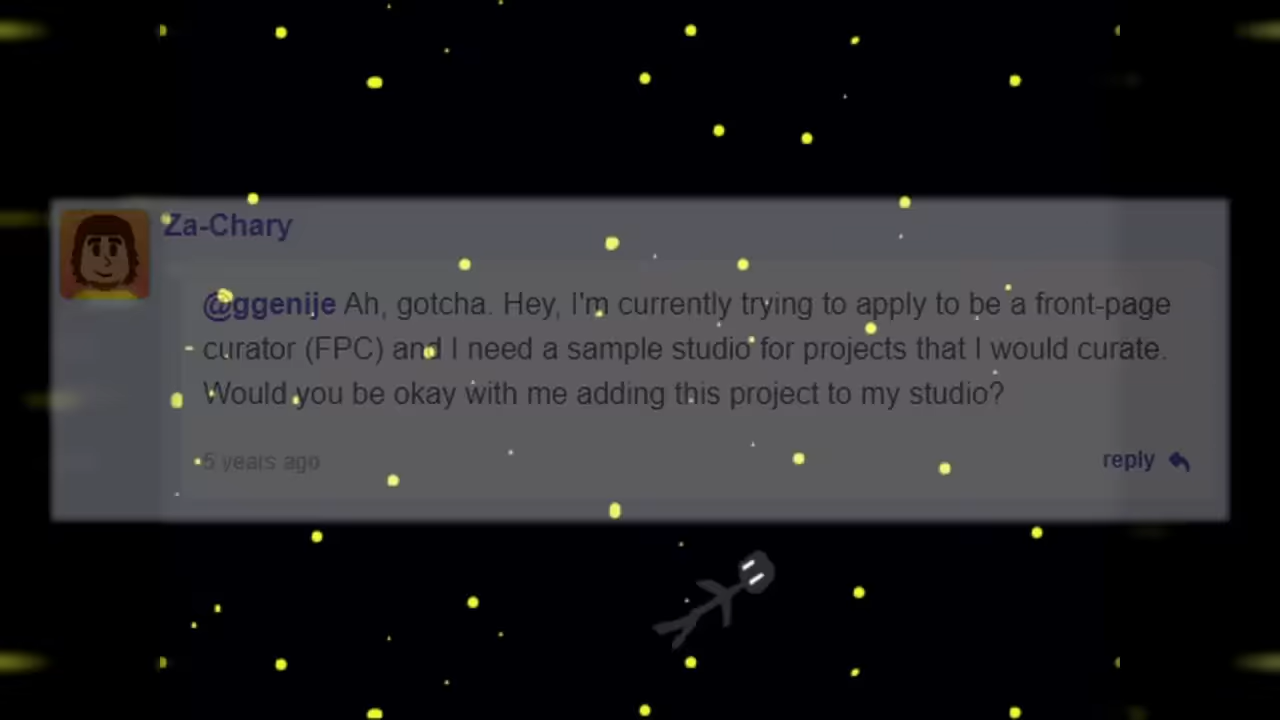 Za-Chary
@ggenije Ah, gotcha. Hey, I'm currently trying to apply to be a front-page
curator (FPC) and I need a sample studio for projects that I would curate.
Would you be okay with me adding this project to my studio?
5 years ago
reply